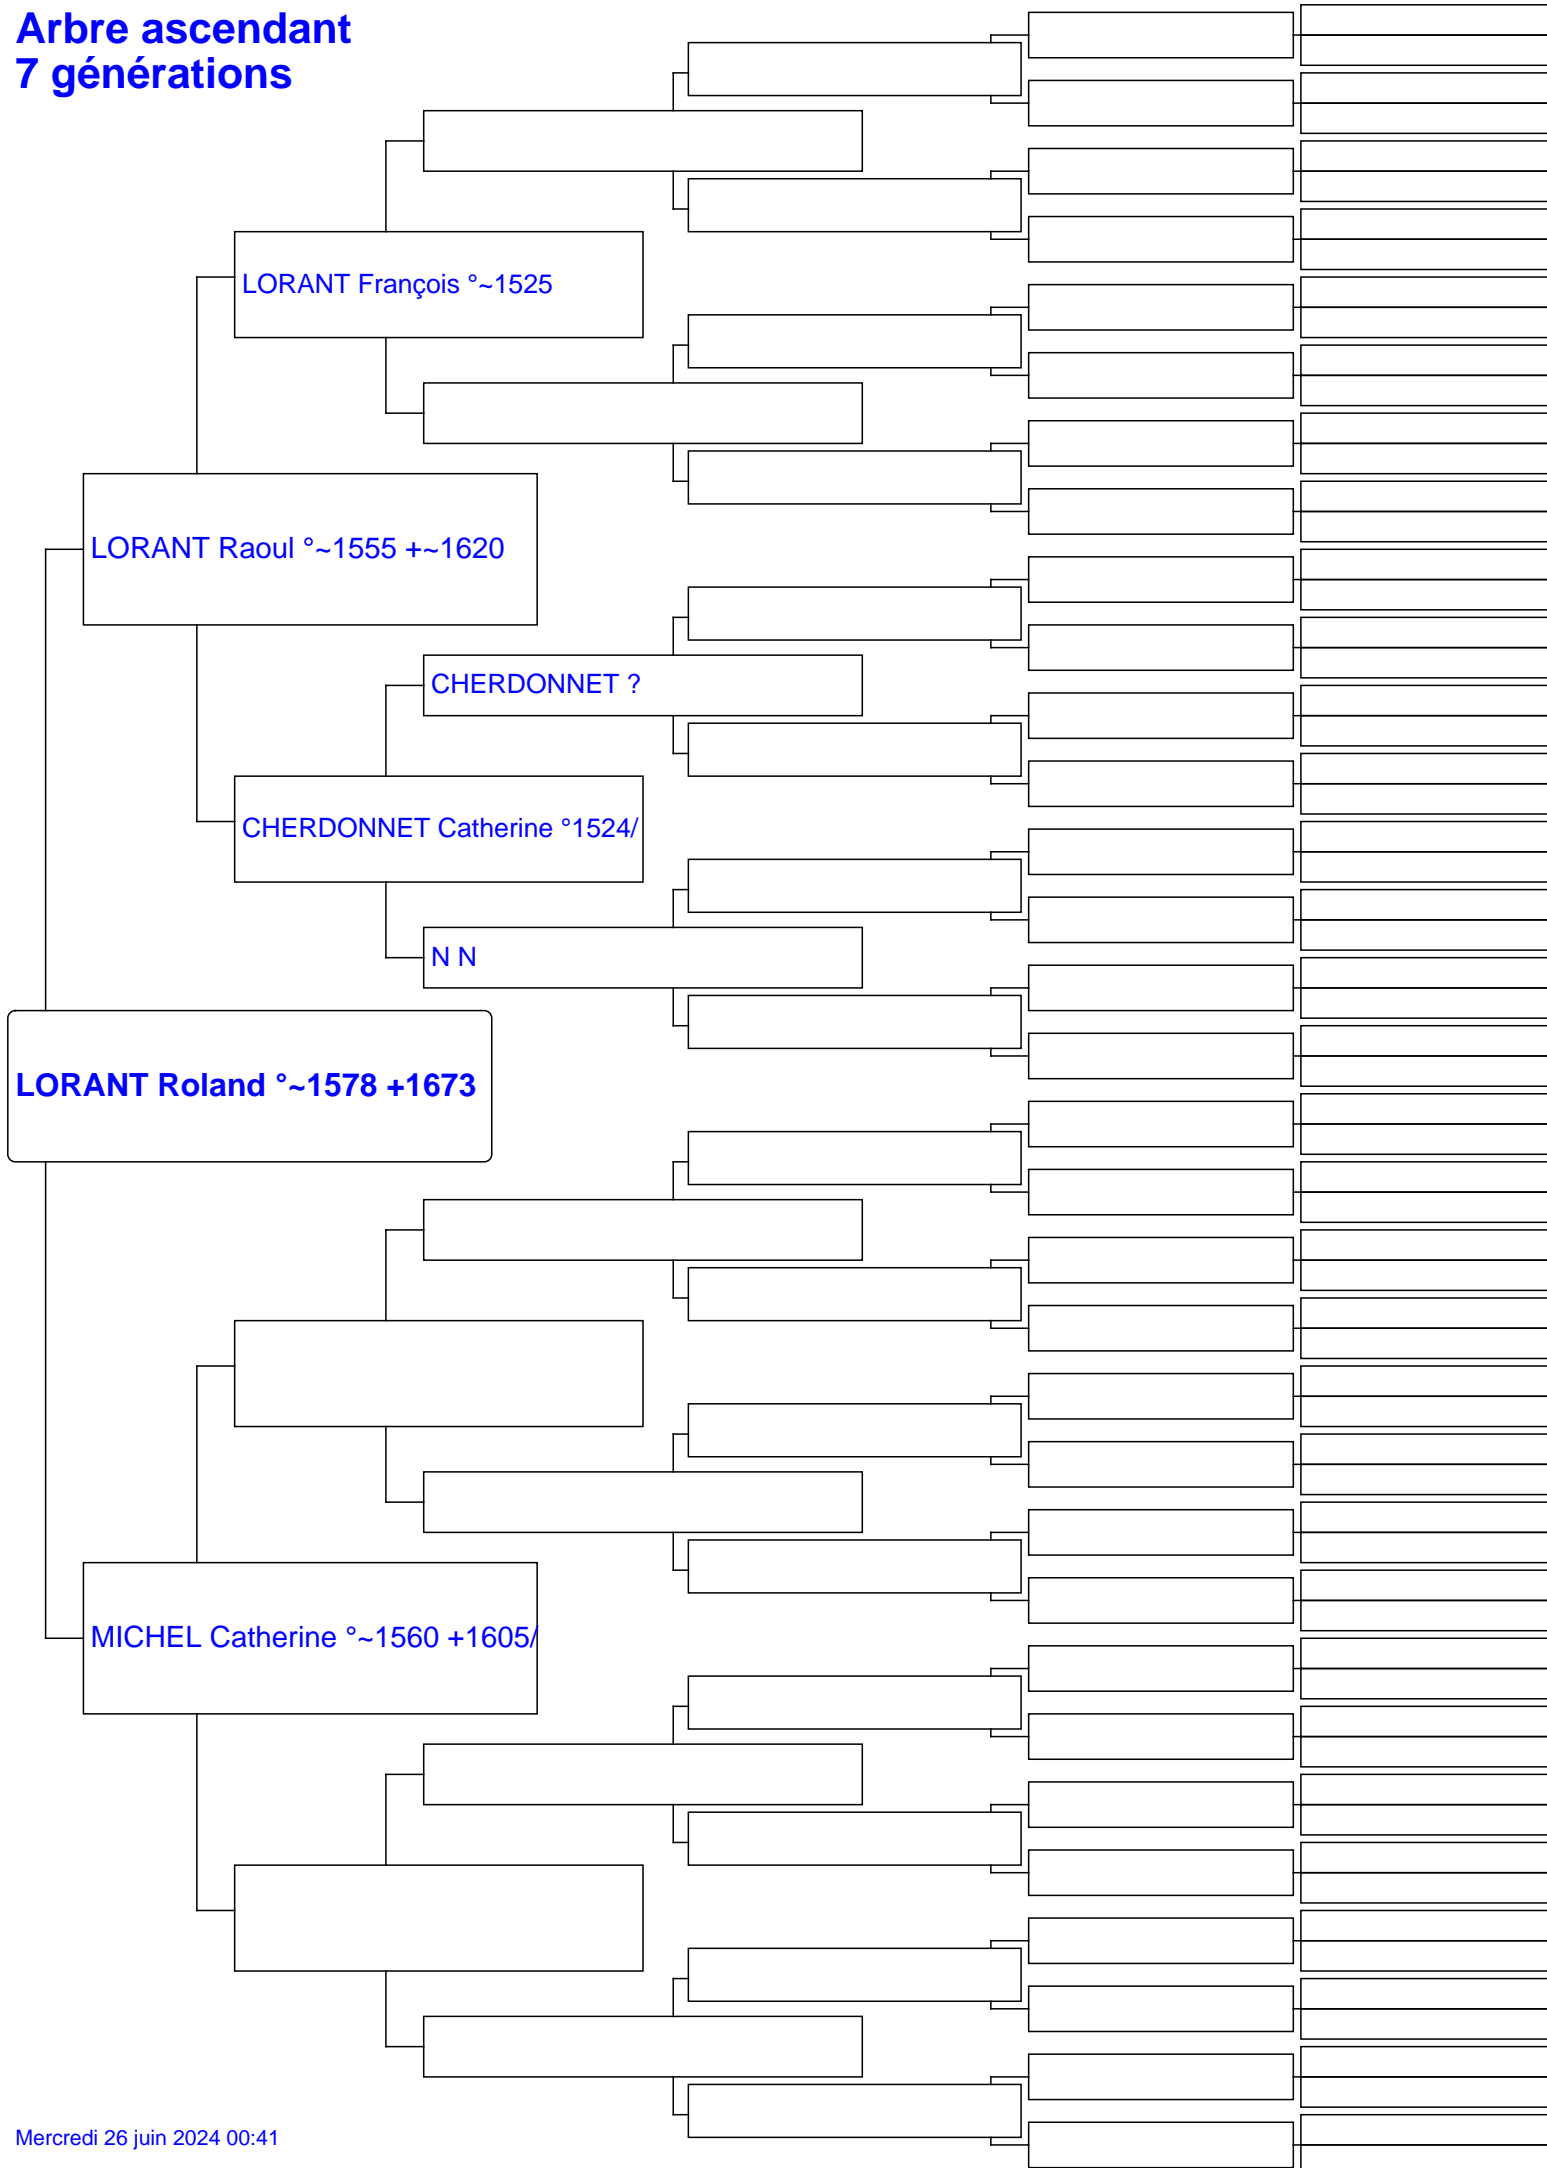 Arbre ascendant
7 générations
LORANT François °~1525
LORANT Raoul °~1555 +~1620
CHERDONNET ?
CHERDONNET Catherine °1524/
N N
LORANT Roland °~1578 +1673
MICHEL Catherine °~1560 +1605/
Mercredi 26 juin 2024 00:41